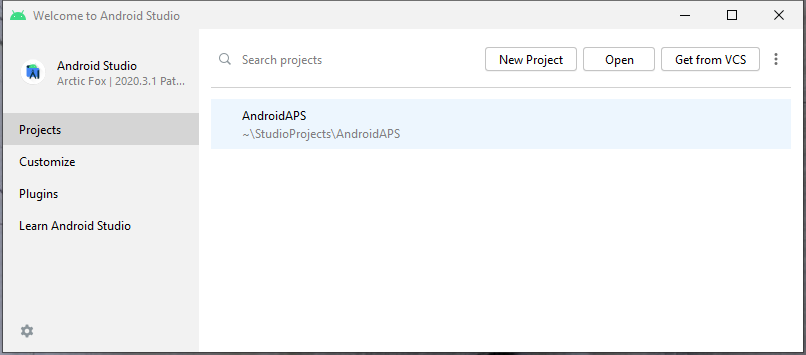 Welcome to Android Studio
Android Studio
Arctic Fox | 2020.3.1 Pat...
Search projects
New Project
Open
Get from VCS
Projects
Customize
Plugins
Learn Android Studio
AndroidAPS
~\StudioProjects\AndroidAPS